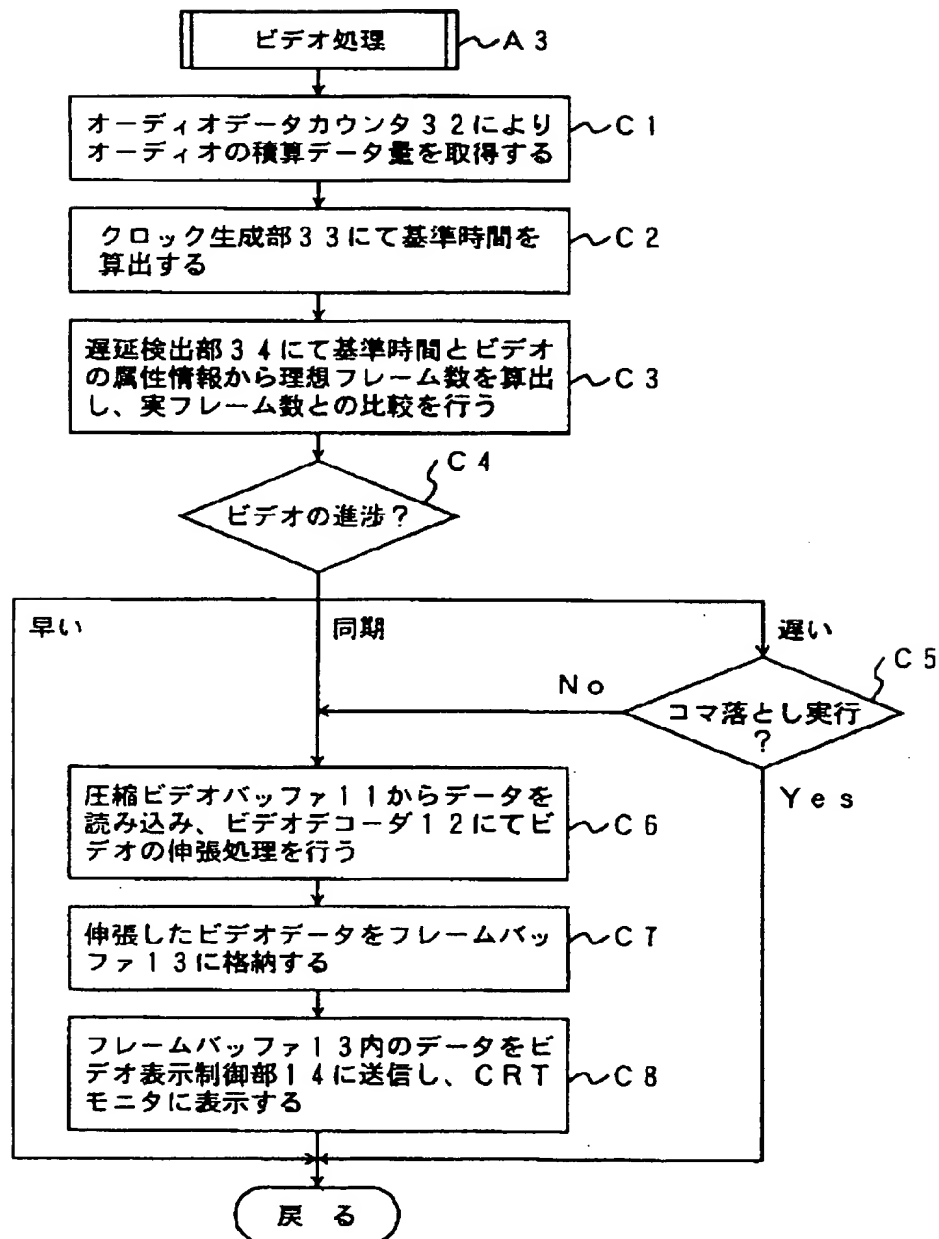 ビデオ処理
A3
オーディオデータカウンタ32により
オーディオの積算データ量を取得する
C1
クロック生成部33にて基準時間を
算出する
C2
遅延検出部34にて基準時間とビデオ
の属性情報から理想フレーム数を算出
し、実フレーム数との比較を行う
C3
C4
ビデオの進捗?
早い
同期
遅い
C5
No
コマ落とし実行
?
Yes
圧縮ビデオバッファ11からデータを
読み込み、ビデオデコーダ12にてビ
デオの伸張処理を行う
C6
伸張したビデオデータをフレームバッ
ファ13に格納する
C7
フレームバッファ13内のデータをビ
デオ表示制御部14に送信し、CRT
モニタに表示する
C8
戻る